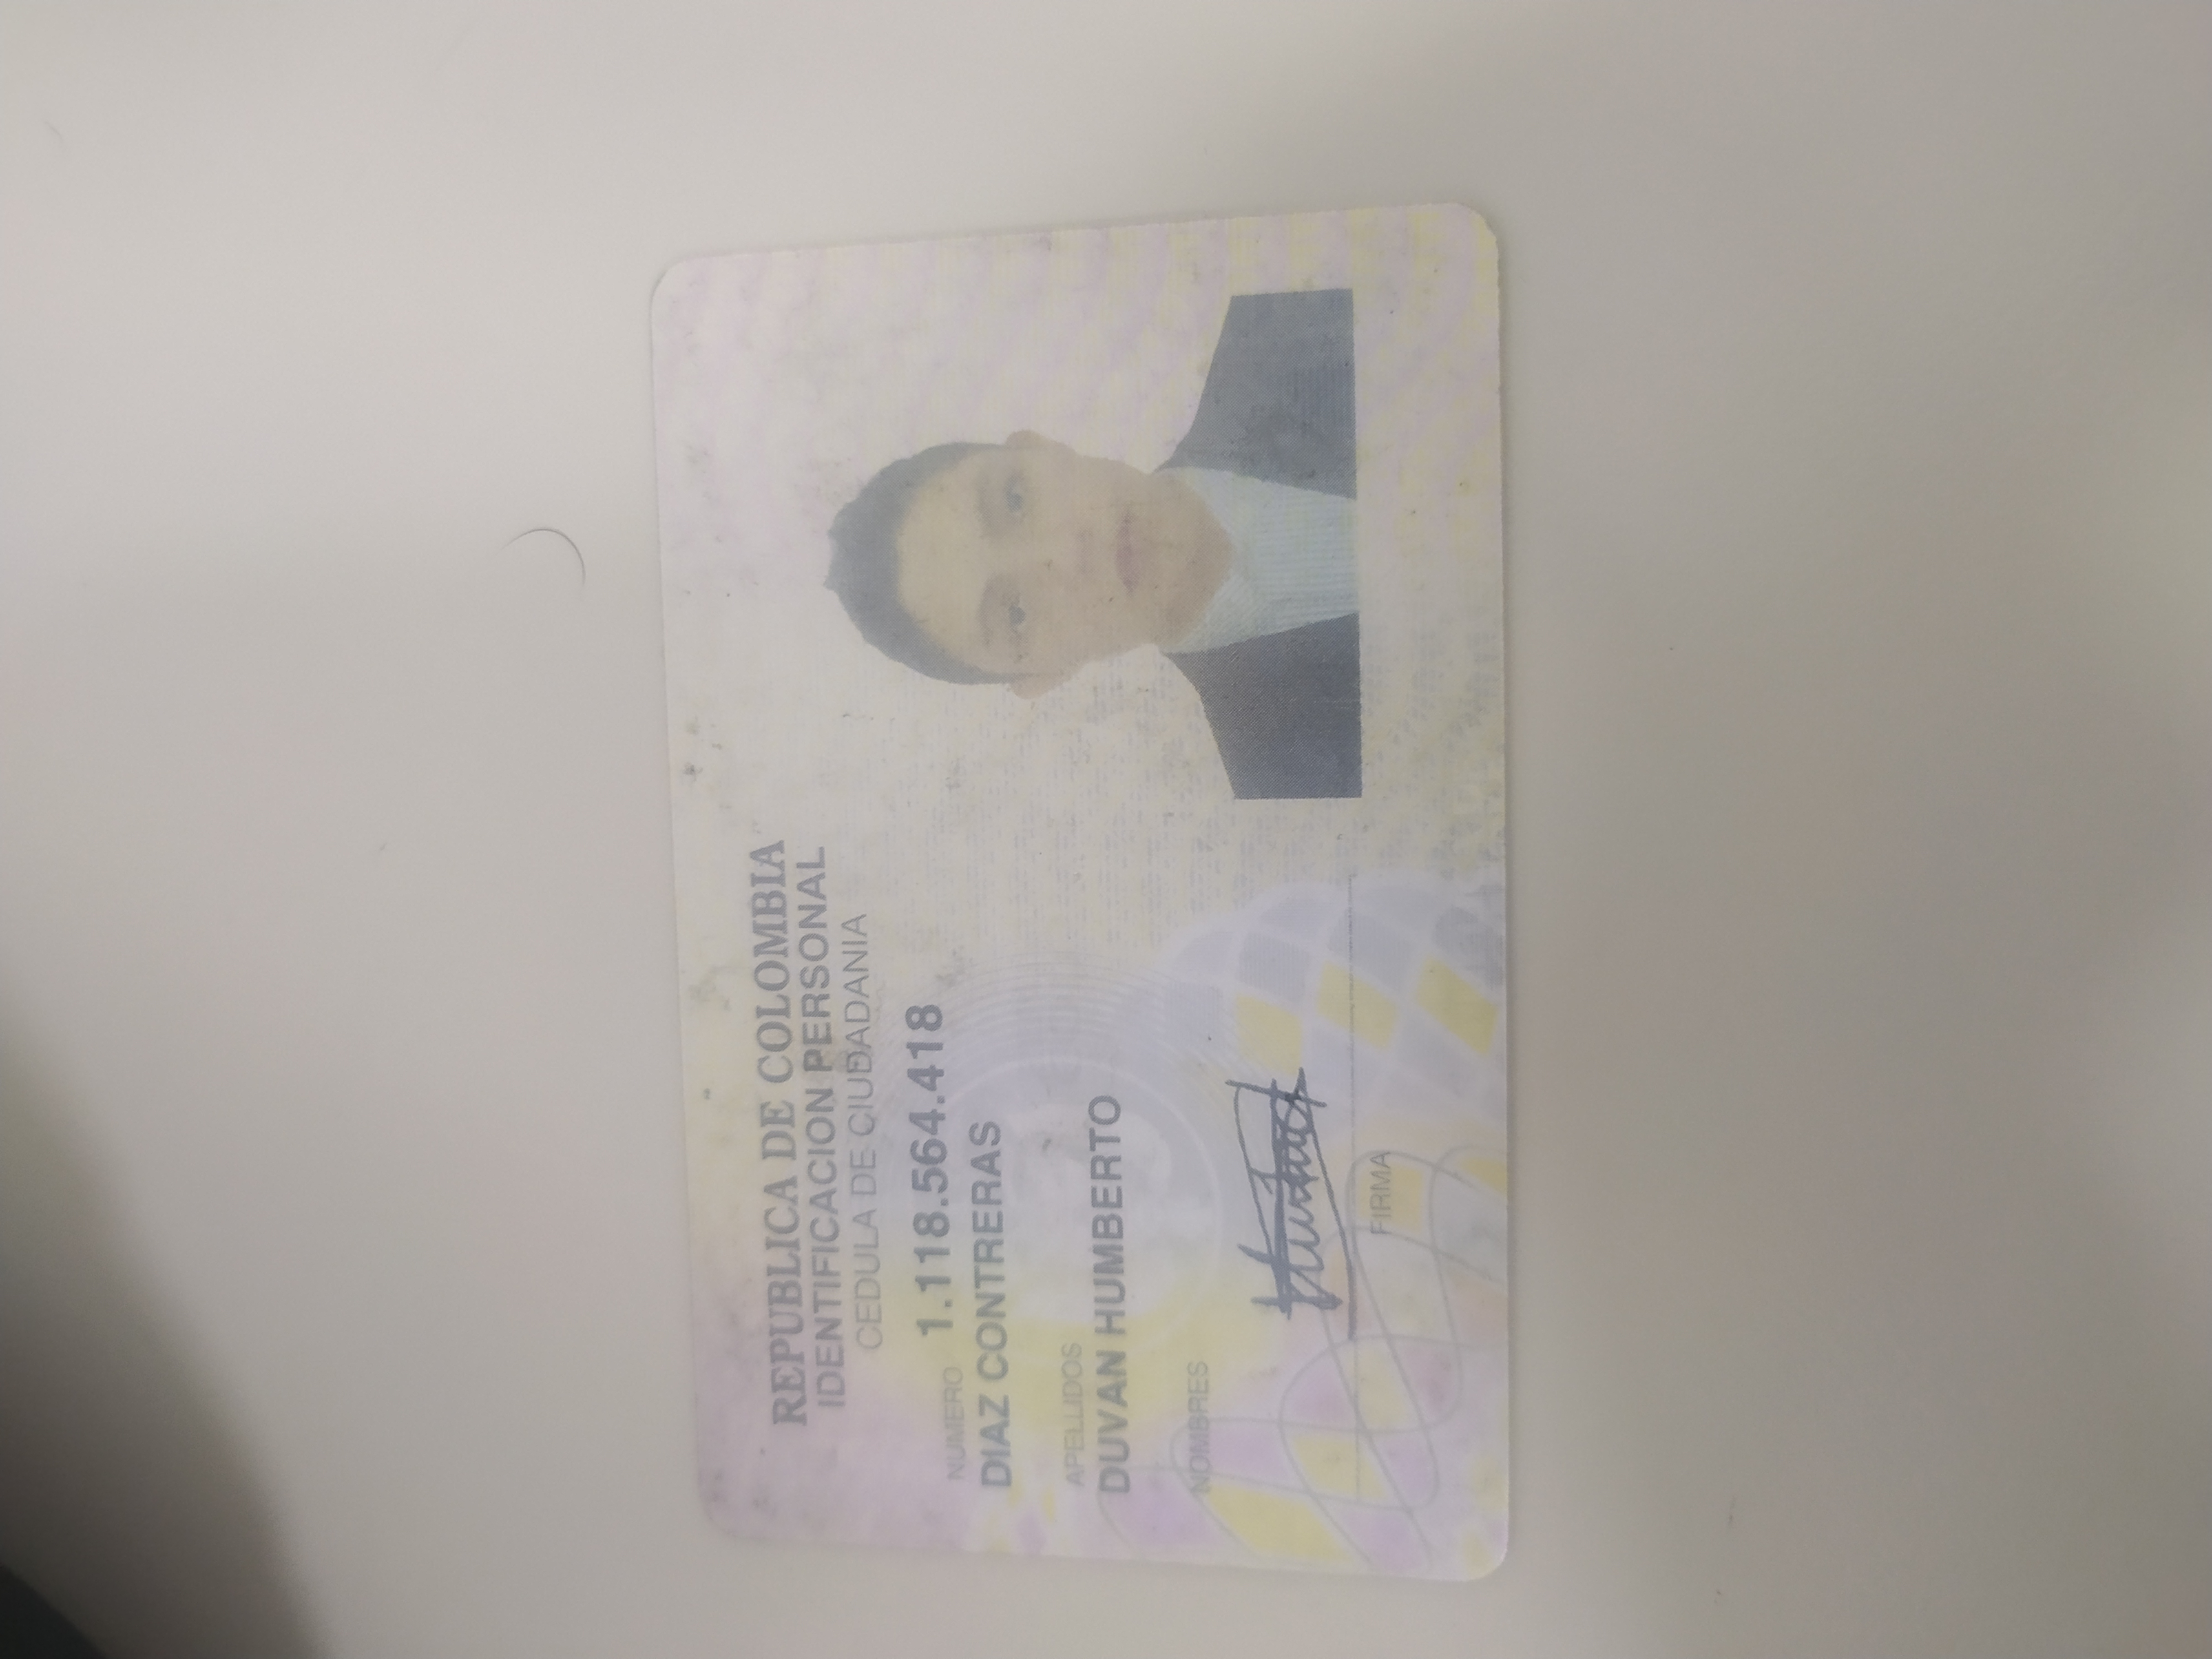 REPUBLICA DE COLOMBIA
IDENTIFICACION PERSONAL
CEDULA DE CIUDADANIA
NUMERO 1.118.564.418
DIAZ CONTRERAS
APELLIDOS
DUVAN HUMBERTO
NOMBRES
FIRMA